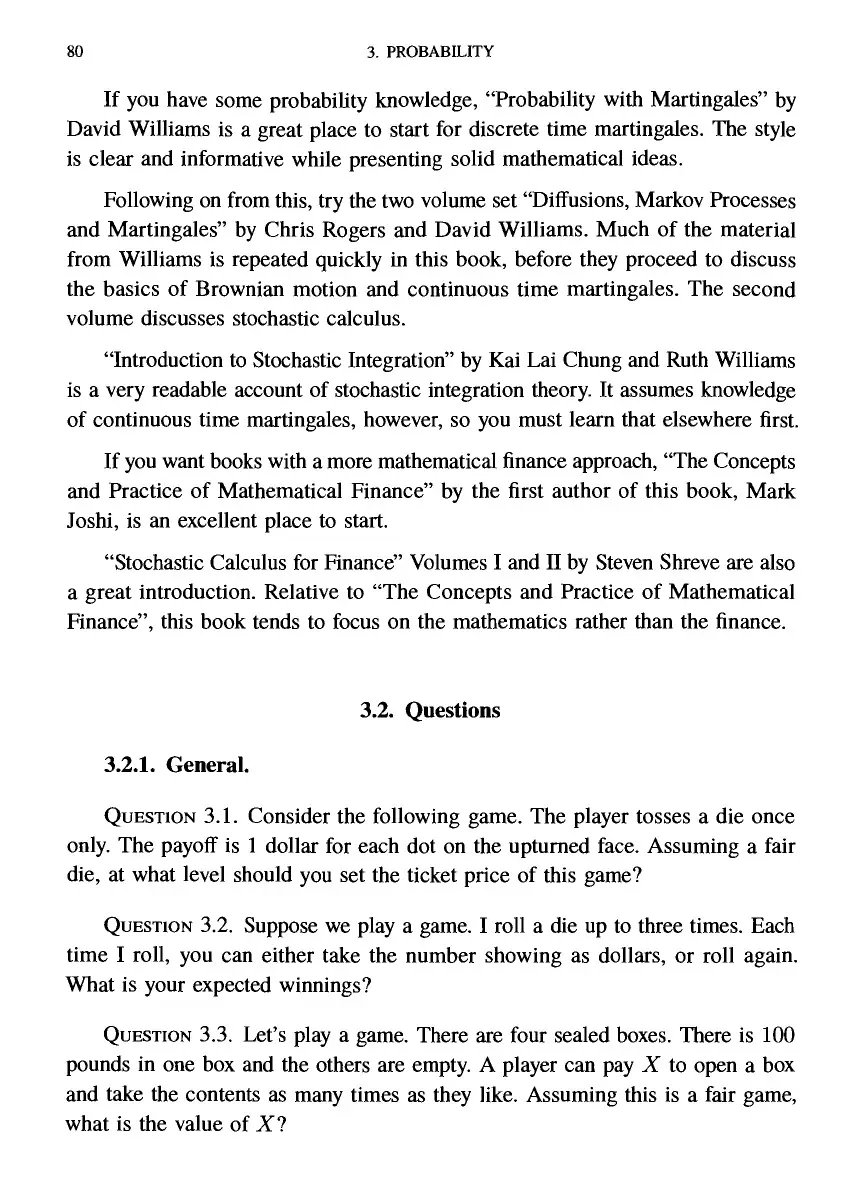 80
3. PROBABILITY
If you have some probability knowledge, “Probability with Martingales” by
David Williams is a great place to start for discrete time martingales. The style
is clear and informative while presenting solid mathematical ideas.
Following on from this, try the two volume set “Diffusions, Markov Processes
and Martingales” by Chris Rogers and David Williams. Much of the material
from Williams is repeated quickly in this book, before they proceed to discuss
the basics of Brownian motion and continuous time martingales. The second
volume discusses stochastic calculus.
“Introduction to Stochastic Integration” by Kai Lai Chung and Ruth Williams
is a very readable account of stochastic integration theory. It assumes knowledge
of continuous time martingales, however, so you must learn that elsewhere first.
If you want books with a more mathematical finance approach, “The Concepts
and Practice of Mathematical Finance” by the first author of this book, Mark
Joshi, is an excellent place to start.
“Stochastic Calculus for Finance” Volumes I and II by Steven Shreve are also
a great introduction. Relative to “The Concepts and Practice of Mathematical
Finance”, this book tends to focus on the mathematics rather than the finance.
3.2. Questions
3.2.1. General.
QUESTION 3.1. Consider the following game. The player tosses a die once
only. The payoff is 1 dollar for each dot on the upturned face. Assuming a fair
die, at what level should you set the ticket price of this game?
QUESTION 3.2. Suppose we play a game. I roll a die up to three times. Each
time I roll, you can either take the number showing as dollars, or roll again.
What is your expected winnings?
QUESTION 3.3. Let’s play a game. There are four sealed boxes. There is 100
pounds in one box and the others are empty. A player can pay X to open a box
and take the contents as many times as they like. Assuming this is a fair game,
what is the value of X?